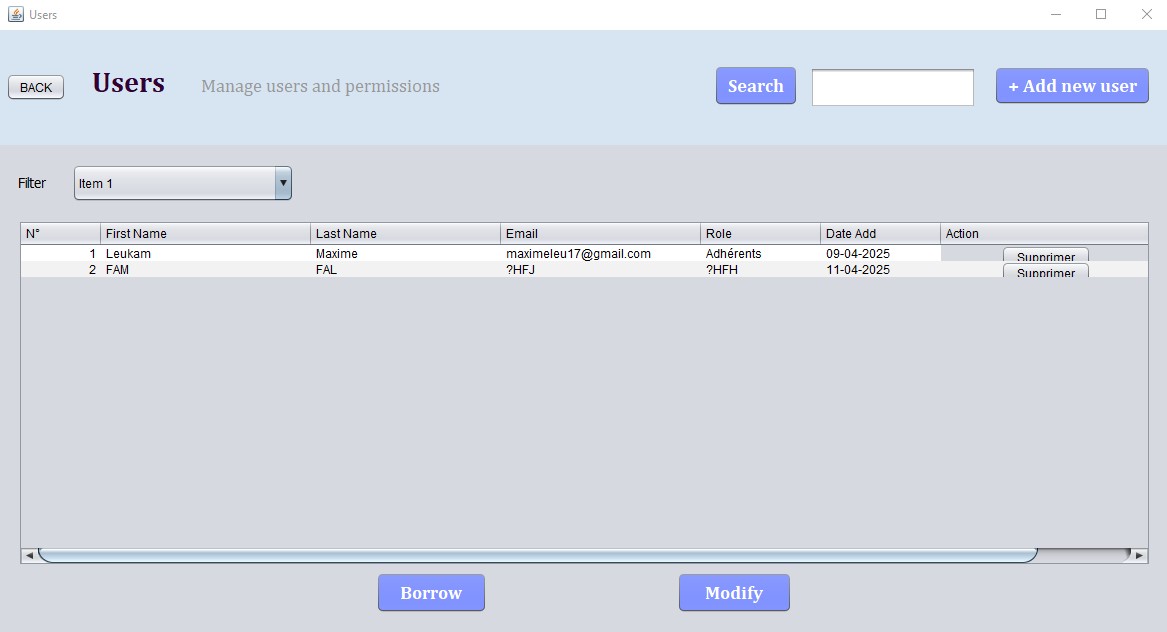 Users
BACK Users Manage users and permissions Search + Add new user
Filter Item 1
N° First Name Last Name Email Role Date Add Action
1 Leukam Maxime maximeleu17@gmail.com Adhérents 09-04-2025 Supprimer
2 FAM FAL ?HFJ ?HFH 11-04-2025 Supprimer
Borrow Modify